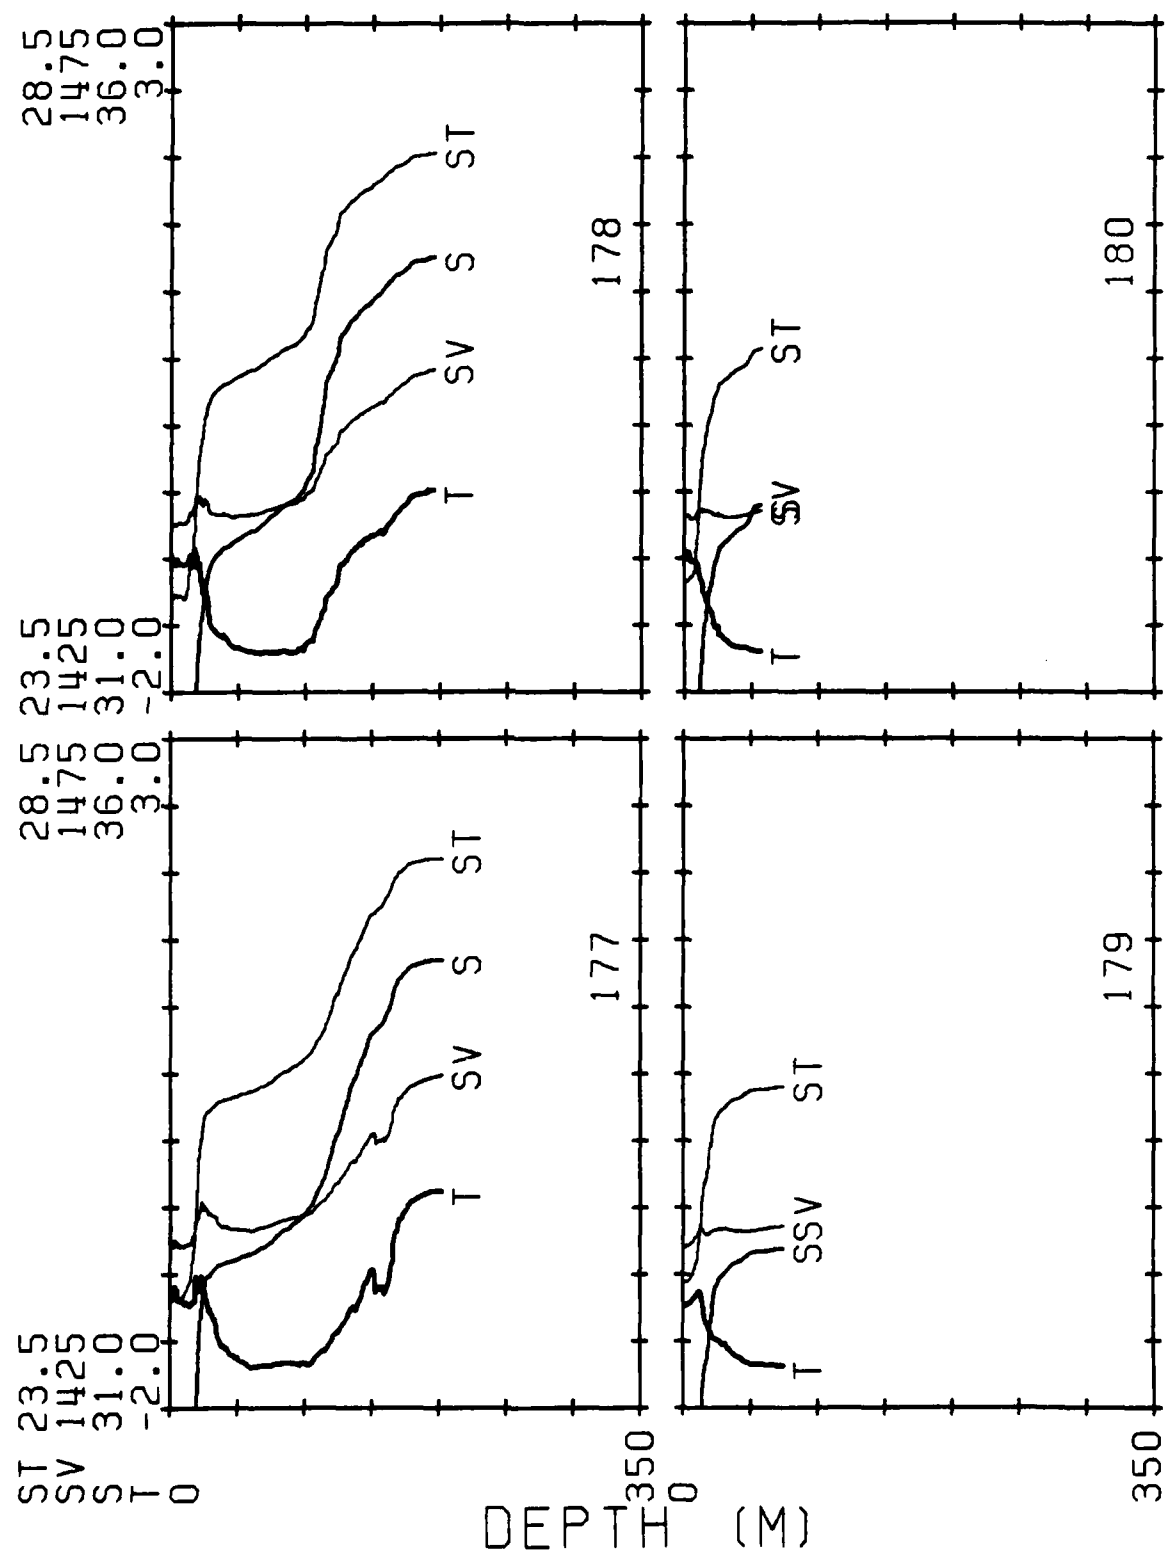 ST 23.5 28.5 23.5 28.5
SV 1425 1475 1425 1475
S 31.0 36.0 31.0 36.0
T -2.0 3.0 -2.0 3.0
0
T SV S ST
T SV S ST
177
178
350
DEPTH (M)
0
T S SV ST
T S SV ST
179
180
350